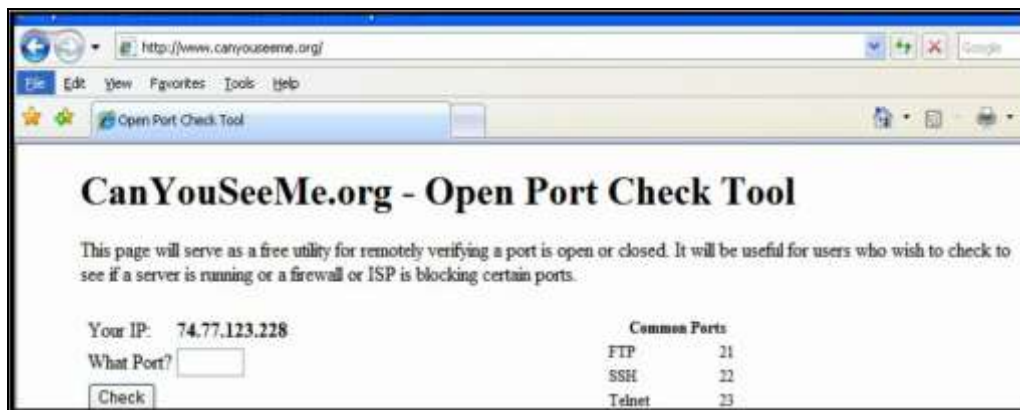 http://www.canyouseeme.org/
Google
File Edit View Favorites Tools Help
Open Port Check Tool
CanYouSeeMe.org - Open Port Check Tool
This page will serve as a free utility for remotely verifying a port is open or closed. It will be useful for users who wish to check to
see if a server is running or a firewall or ISP is blocking certain ports.
Your IP: 74.77.123.228
What Port?
Check
Common Ports
FTP 21
SSH 22
Telnet 23